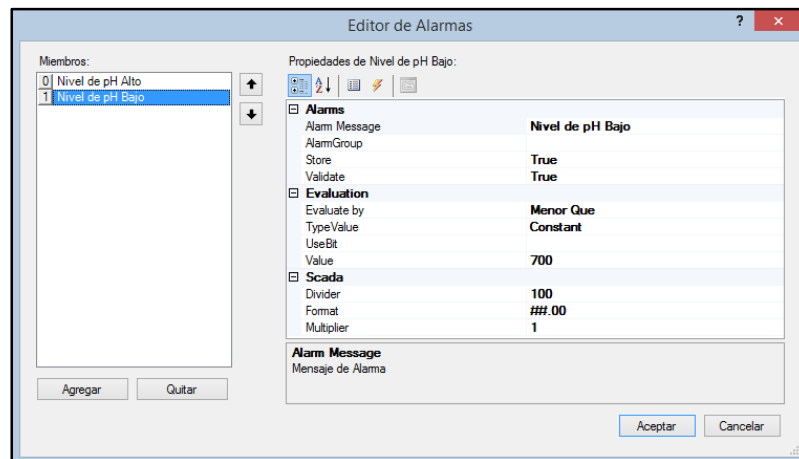 Editor de Alarmas ? ×
Miembros:
0 Nivel de pH Alto
1 Nivel de pH Bajo
Agregar Quitar
Propiedades de Nivel de pH Bajo:
Alarms
Alarm Message Nivel de pH Bajo
AlarmGroup
Store True
Validate True
Evaluation
Evaluate by Menor Que
TypeValue Constant
UseBit
Value 700
Scada
Divider 100
Format ##.00
Multiplier 1
Alarm Message
Mensaje de Alarma
Aceptar Cancelar